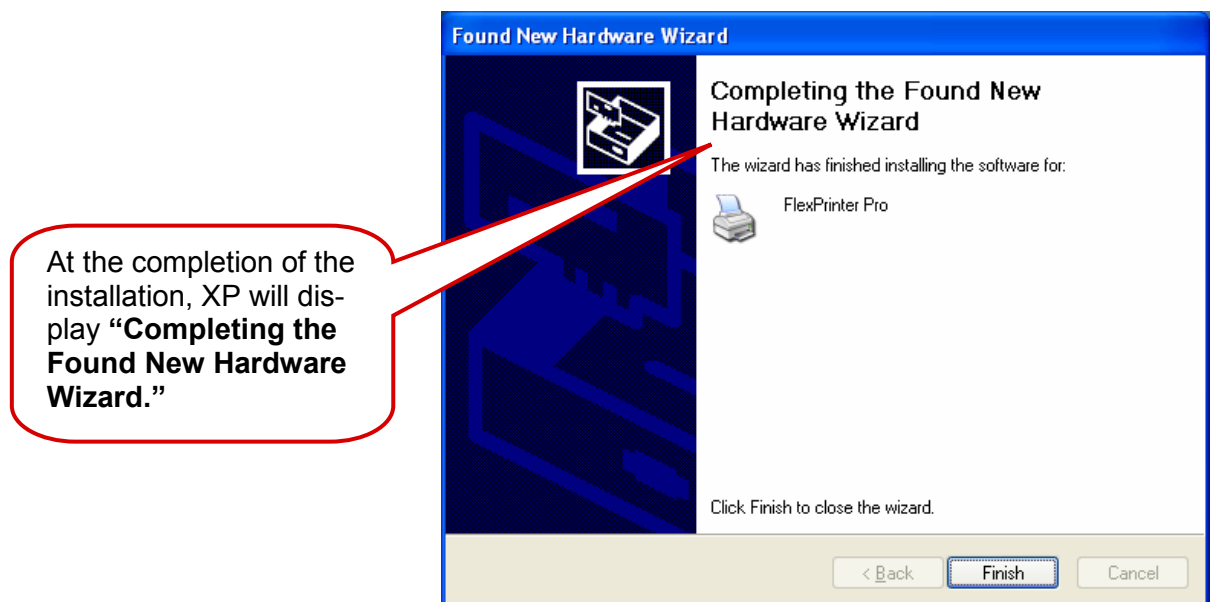 Found New Hardware Wizard
Completing the Found New
Hardware Wizard
The wizard has finished installing the software for:
FlexPrinter Pro
At the completion of the
installation, XP will dis-
play “Completing the
Found New Hardware
Wizard.”
Click Finish to close the wizard.
< Back
Finish
Cancel